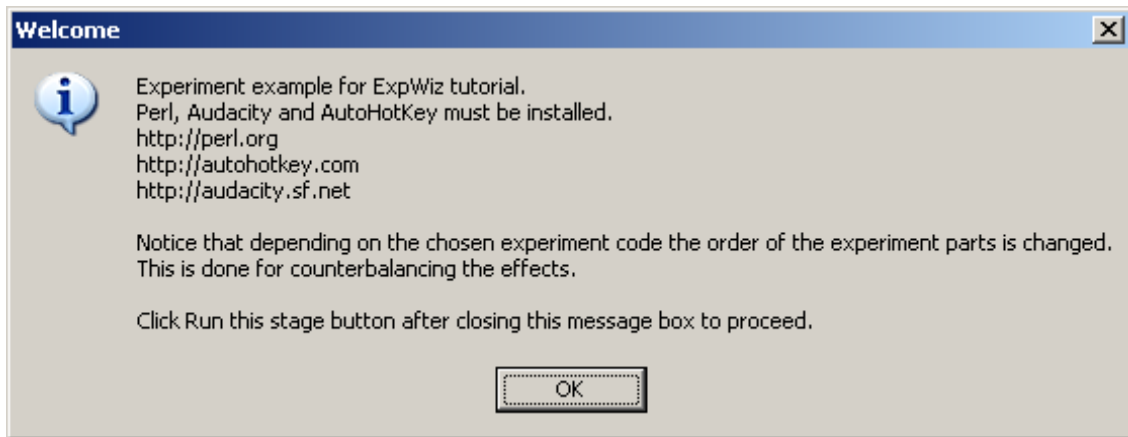 Welcome
Experiment example for ExpWiz tutorial.
Perl, Audacity and AutoHotKey must be installed.
http://perl.org
http://autohotkey.com
http://audacity.sf.net
Notice that depending on the chosen experiment code the order of the experiment parts is changed.
This is done for counterbalancing the effects.
Click Run this stage button after closing this message box to proceed.
OK